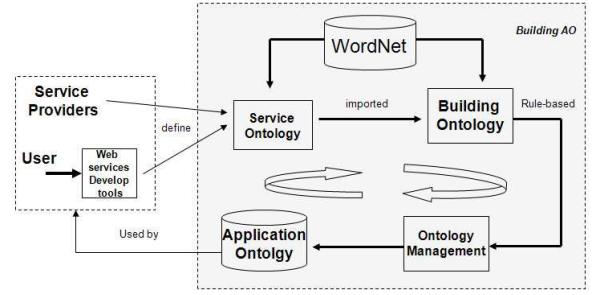 Building AO
WordNet
Service
Providers
define
Service
Ontology
imported
Building
Ontology
Rule-based
User
Web
services
Develop
tools
Used by
Application
Ontolgy
Ontology
Management